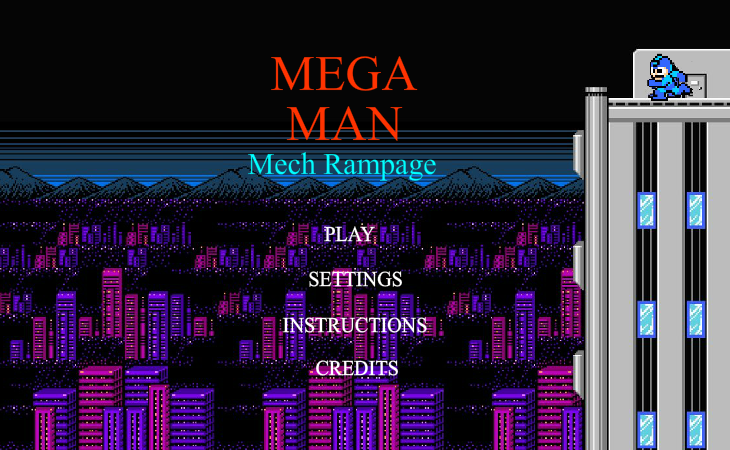 MEGA
MAN
Mech Rampage
PLAY
SETTINGS
INSTRUCTIONS
CREDITS